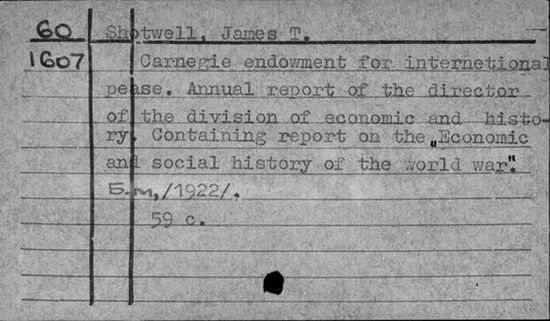 60 Shotwell, James T.
1607 Carnegie endowment for internetional
pease. Annual report of the director
of the division of economic and histo-
ry. Containing report on the „Economic
and social history of the world war".
Б.м,/1922/.
59 c.